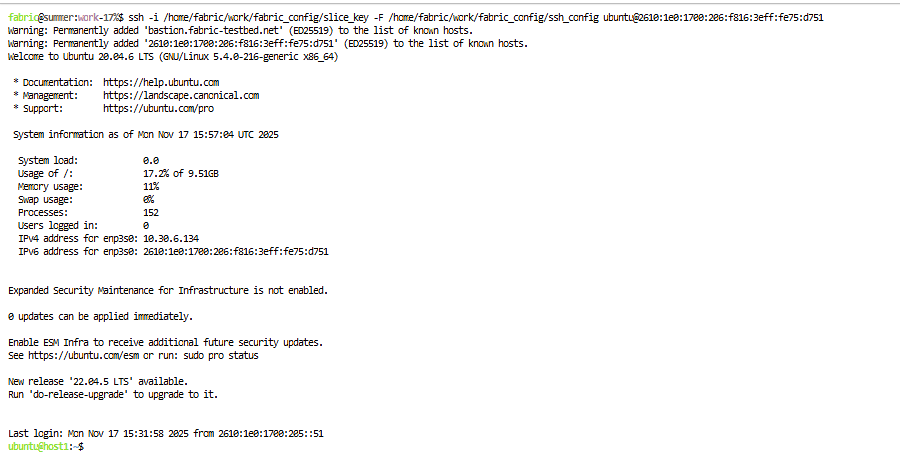 fabric@summer:work-17% ssh -i /home/fabric/work/fabric_config/slice_key -F /home/fabric/work/fabric_config/ssh_config ubuntu@2610:1e0:1700:206:f816:3eff:fe75:d751
Warning: Permanently added 'bastion.fabric-testbed.net' (ED25519) to the list of known hosts.
Warning: Permanently added '2610:1e0:1700:206:f816:3eff:fe75:d751' (ED25519) to the list of known hosts.
Welcome to Ubuntu 20.04.6 LTS (GNU/Linux 5.4.0-216-generic x86_64)
* Documentation: https://help.ubuntu.com
* Management: https://landscape.canonical.com
* Support: https://ubuntu.com/pro
System information as of Mon Nov 17 15:57:04 UTC 2025
System load: 0.0
Usage of /: 17.2% of 9.51GB
Memory usage: 11%
Swap usage: 0%
Processes: 152
Users logged in: 0
IPv4 address for enp3s0: 10.30.6.134
IPv6 address for enp3s0: 2610:1e0:1700:206:f816:3eff:fe75:d751
Expanded Security Maintenance for Infrastructure is not enabled.
0 updates can be applied immediately.
Enable ESM Infra to receive additional future security updates.
See https://ubuntu.com/esm or run: sudo pro status
New release '22.04.5 LTS' available.
Run 'do-release-upgrade' to upgrade to it.
Last login: Mon Nov 17 15:31:58 2025 from 2610:1e0:1700:205::51
ubuntu@host1:~$